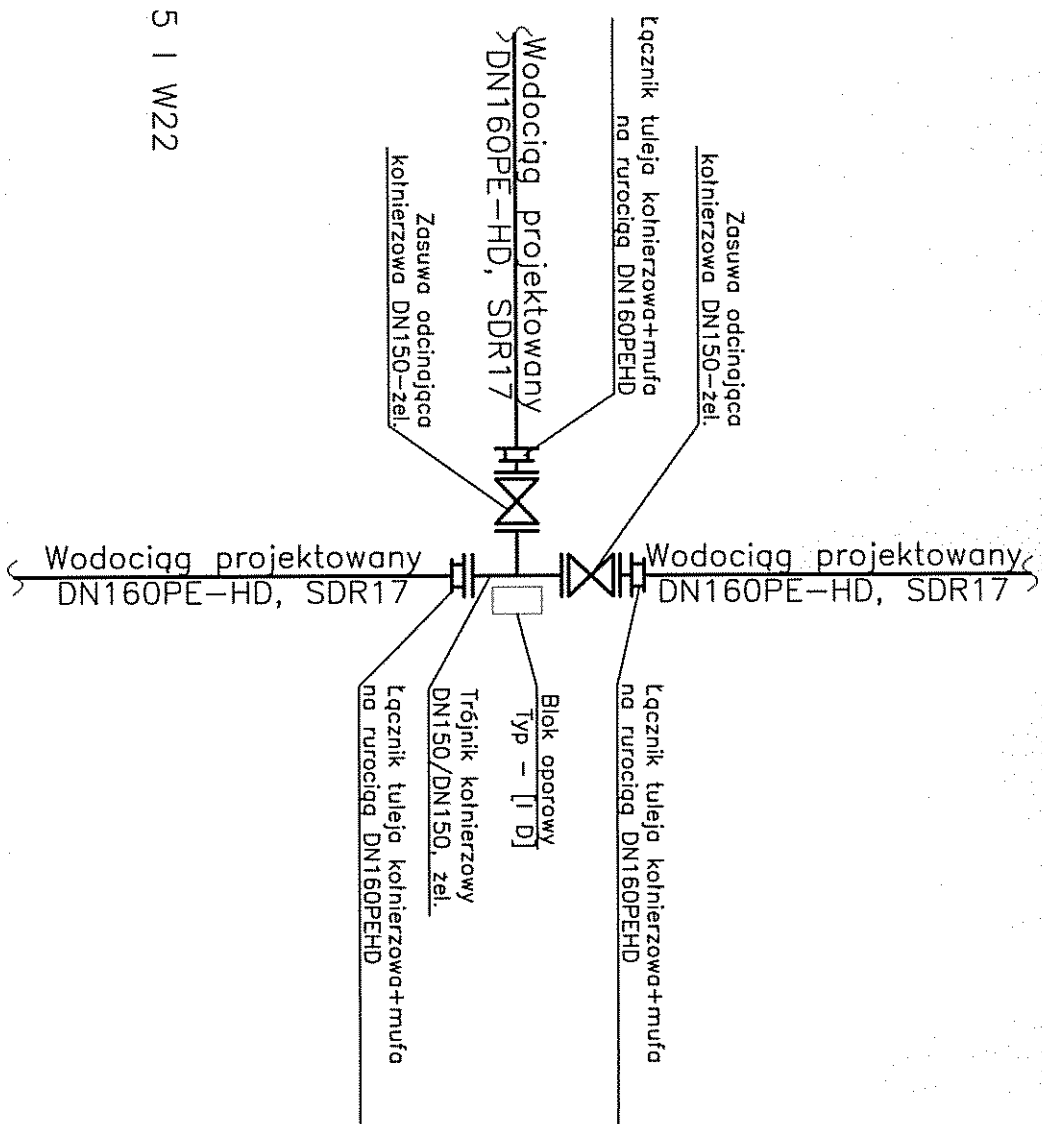 5 I W22
Łącznik tuleja kołnierzowa+mufa
na rurociąg DN160PEHD
Wodociąg projektowany
DN160PE-HD, SDR17
Zasuwa odcinająca
kołnierzowa DN150-żel.
Zasuwa odcinająca
kołnierzowa DN150-żel.
Wodociąg projektowany
DN160PE-HD, SDR17
Wodociąg projektowany
DN160PE-HD, SDR17
Łącznik tuleja kołnierzowa+mufa
na rurociąg DN160PEHD
Blok oporowy
Typ - [I D]
Trójnik kołnierzowy
DN150/DN150, żel.
Łącznik tuleja kołnierzowa+mufa
na rurociąg DN160PEHD